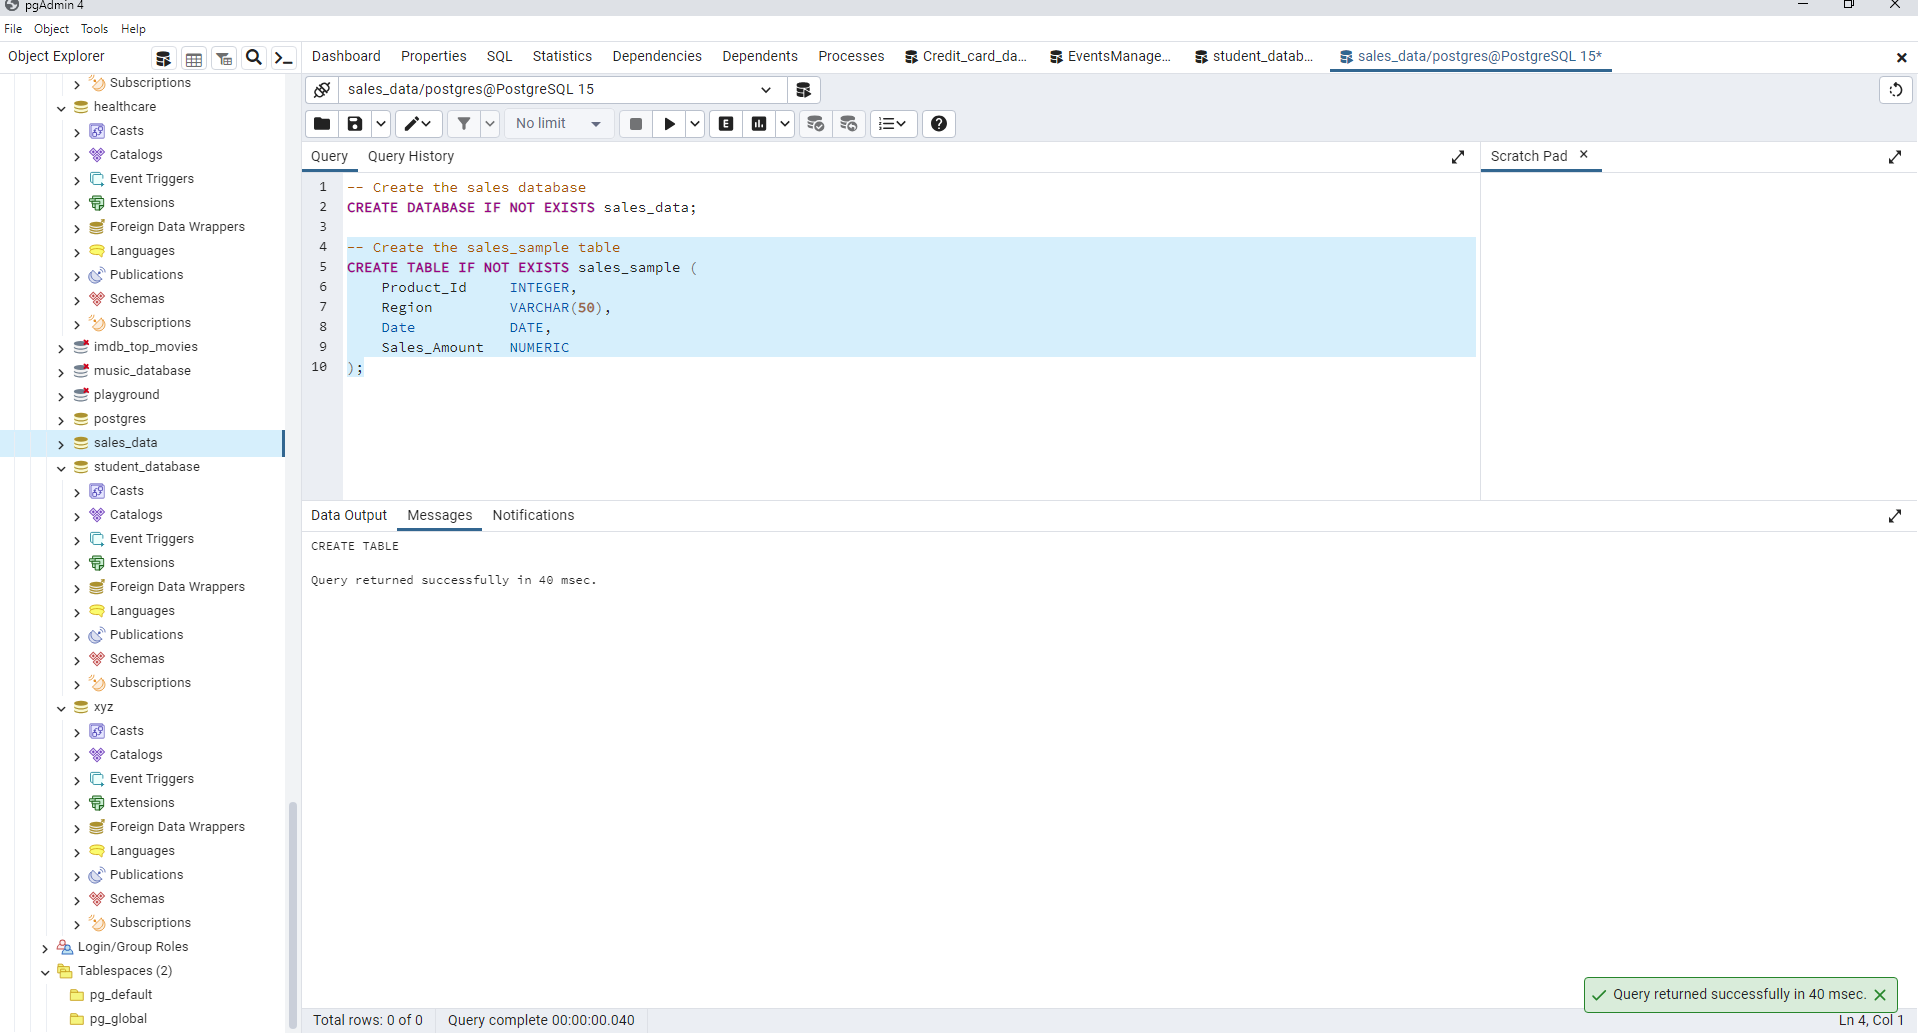 pgAdmin 4
File Object Tools Help
Object Explorer
Dashboard Properties SQL Statistics Dependencies Dependents Processes Credit_card_da... EventsManage... student_datab... sales_data/postgres@PostgreSQL 15*
sales_data/postgres@PostgreSQL 15
No limit
E
Query Query History
Scratch Pad
Subscriptions
healthcare
Casts
Catalogs
Event Triggers
Extensions
Foreign Data Wrappers
Languages
Publications
Schemas
Subscriptions
imdb_top_movies
music_database
playground
postgres
sales_data
student_database
Casts
Catalogs
Event Triggers
Extensions
Foreign Data Wrappers
Languages
Publications
Schemas
Subscriptions
xyz
Casts
Catalogs
Event Triggers
Extensions
Foreign Data Wrappers
Languages
Publications
Schemas
Subscriptions
Login/Group Roles
Tablespaces (2)
pg_default
pg_global
1 -- Create the sales database
2 CREATE DATABASE IF NOT EXISTS sales_data;
3
4 -- Create the sales_sample table
5 CREATE TABLE IF NOT EXISTS sales_sample (
6 Product_Id INTEGER,
7 Region VARCHAR(50),
8 Date DATE,
9 Sales_Amount NUMERIC
10 );
Data Output Messages Notifications
CREATE TABLE
Query returned successfully in 40 msec.
Query returned successfully in 40 msec.
Total rows: 0 of 0 Query complete 00:00:00.040 Ln 4, Col 1